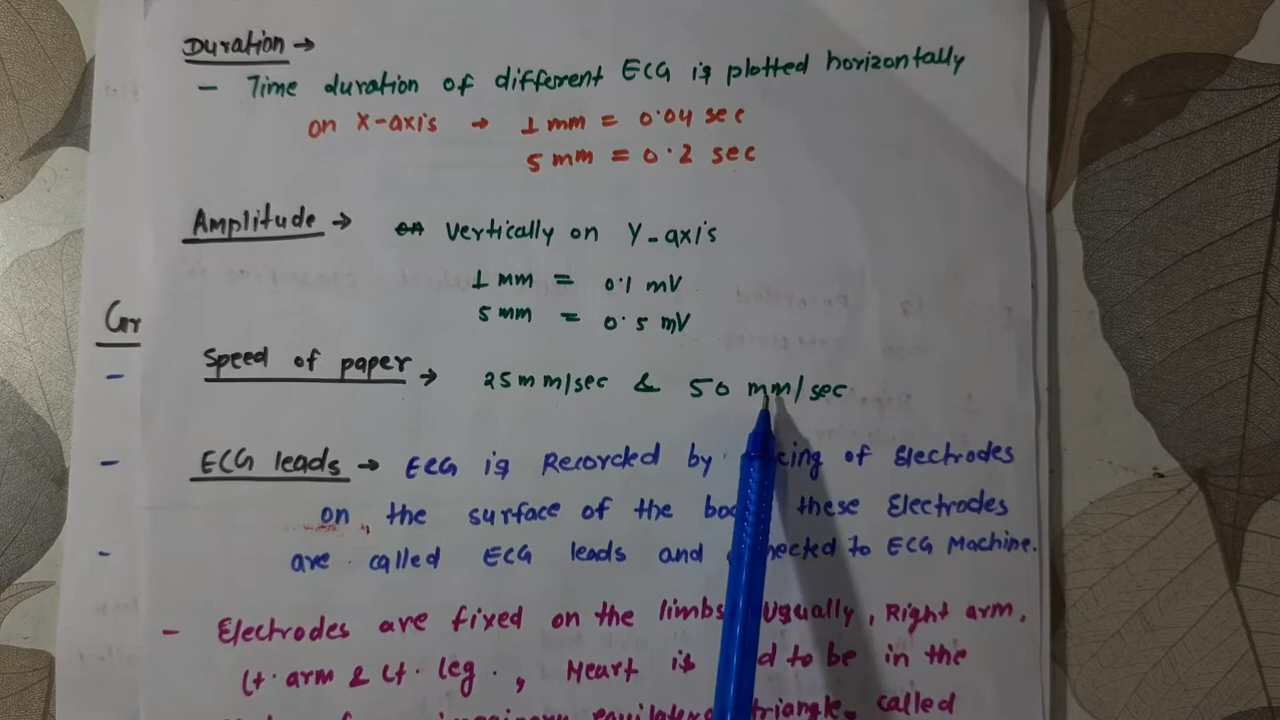 Duration →
- Time duration of different ECG is plotted horizontally
on X-axis → 1 mm = 0.04 sec
5 mm = 0.2 sec
Amplitude → vertically on Y-axis
1 mm = 0.1 mV
5 mm = 0.5 mV
Gr
Speed of paper → 25 mm/sec & 50 mm/sec
ECG leads → ECG is Recorded by of Electrodes
on, the surface of the these Electrodes
are called ECG leads and to ECG Machine.
- Electrodes are fixed on the limbs Usually, Right arm,
Lt. arm & Lt. leg., Heart is to be in the
equilateral triangle, called